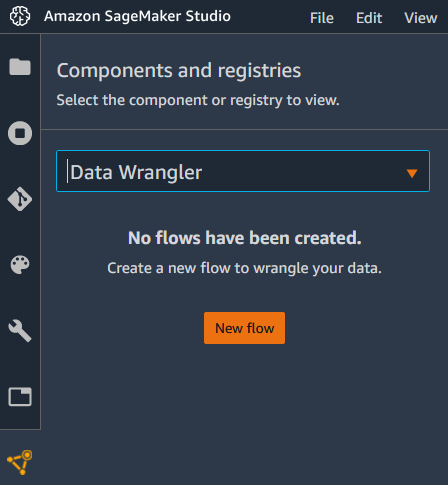 Amazon SageMaker Studio File Edit View
Components and registries
Select the component or registry to view.
Data Wrangler
No flows have been created.
Create a new flow to wrangle your data.
New flow